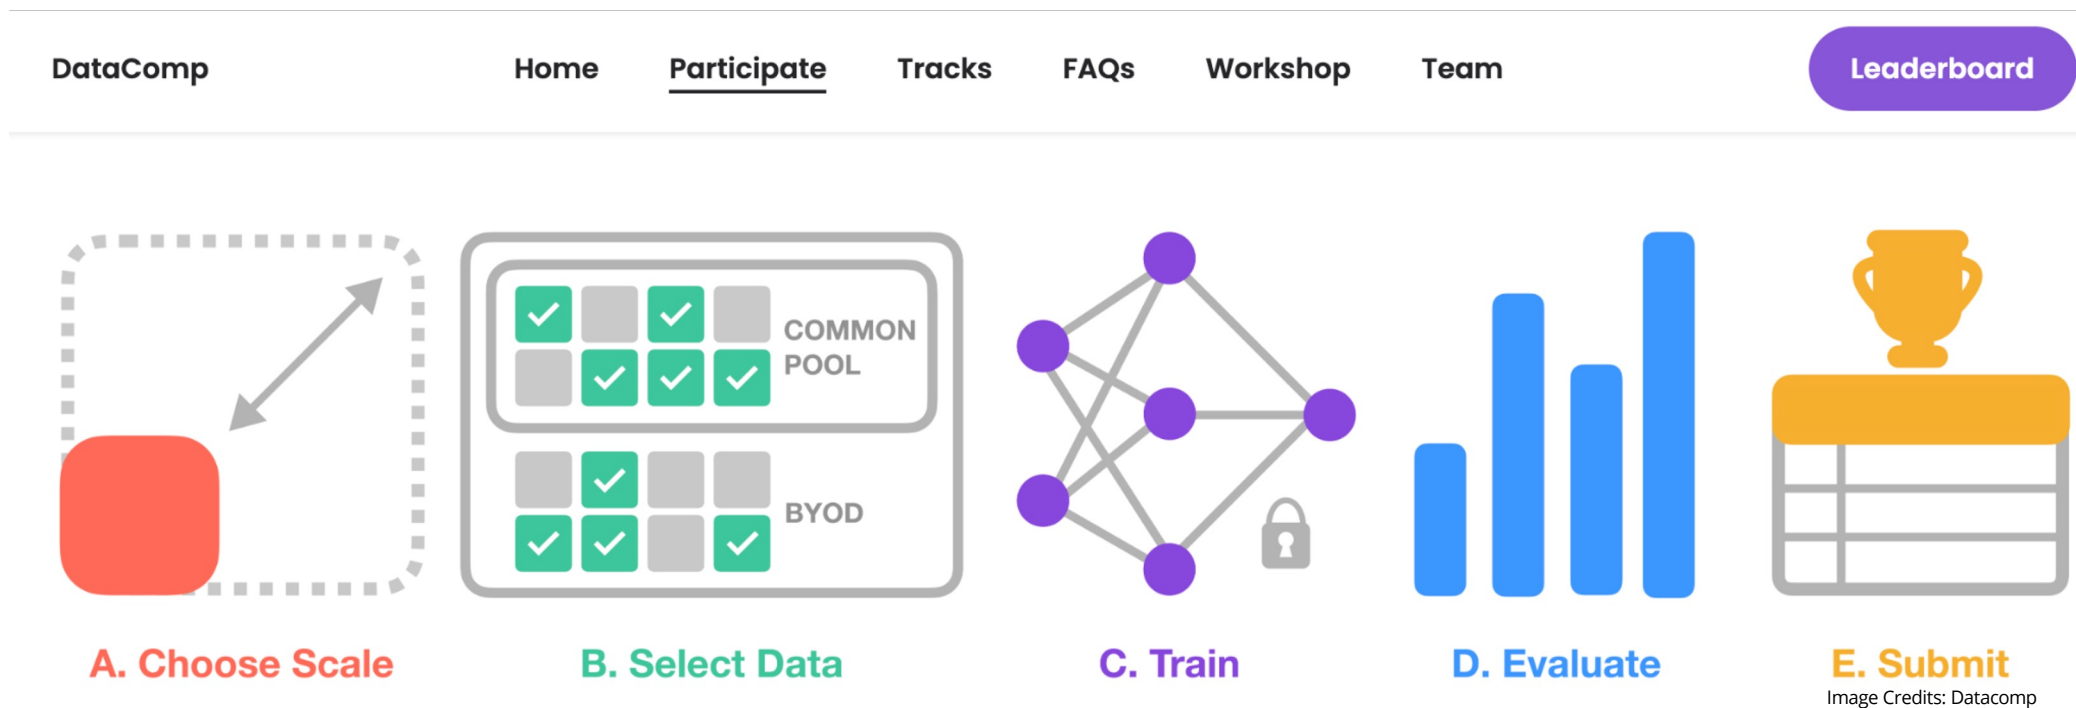 DataComp Home Participate Tracks FAQs Workshop Team Leaderboard
COMMON
POOL
BYOD
A. Choose Scale B. Select Data C. Train D. Evaluate E. Submit
Image Credits: Datacomp